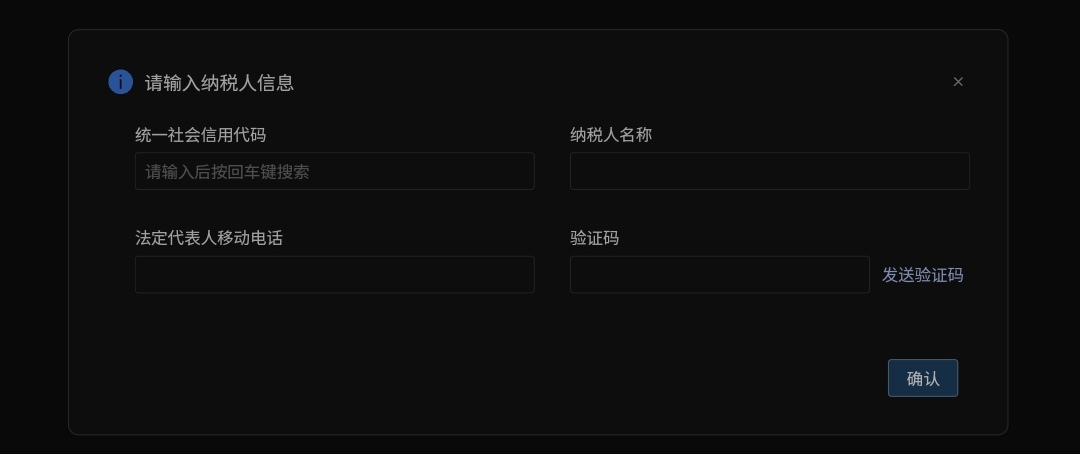 请输入纳税人信息
×
统一社会信用代码
纳税人名称
请输入后按回车键搜索
法定代表人移动电话
验证码
发送验证码
确认